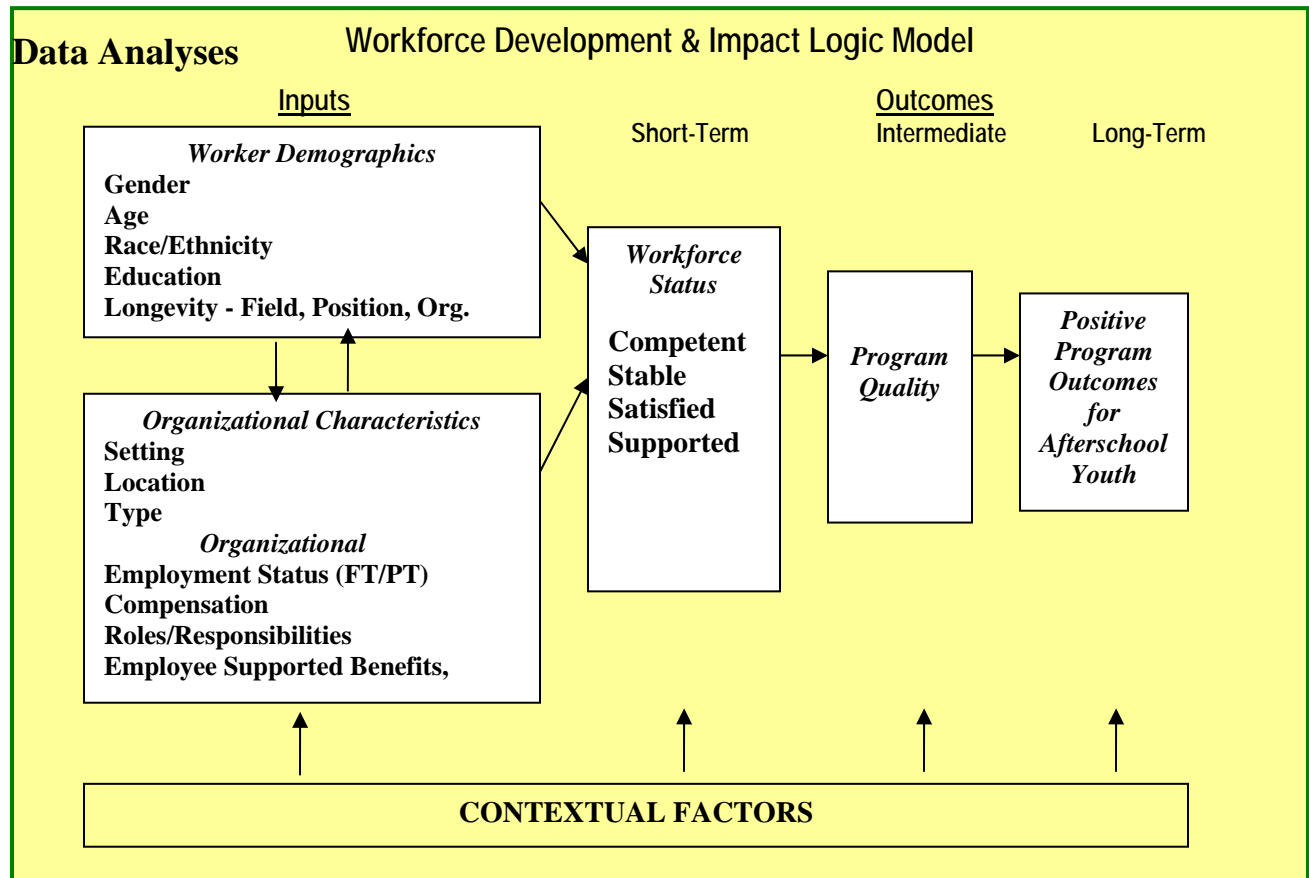 Data Analyses
Workforce Development & Impact Logic Model
Inputs
Outcomes
Short-Term
Intermediate
Long-Term
Worker Demographics
Gender
Age
Race/Ethnicity
Education
Longevity - Field, Position, Org.
Organizational Characteristics
Setting
Location
Type
Organizational
Employment Status (FT/PT)
Compensation
Roles/Responsibilities
Employee Supported Benefits,
Workforce
Status
Competent
Stable
Satisfied
Supported
Program
Quality
Positive
Program
Outcomes
for
Afterschool
Youth
CONTEXTUAL FACTORS